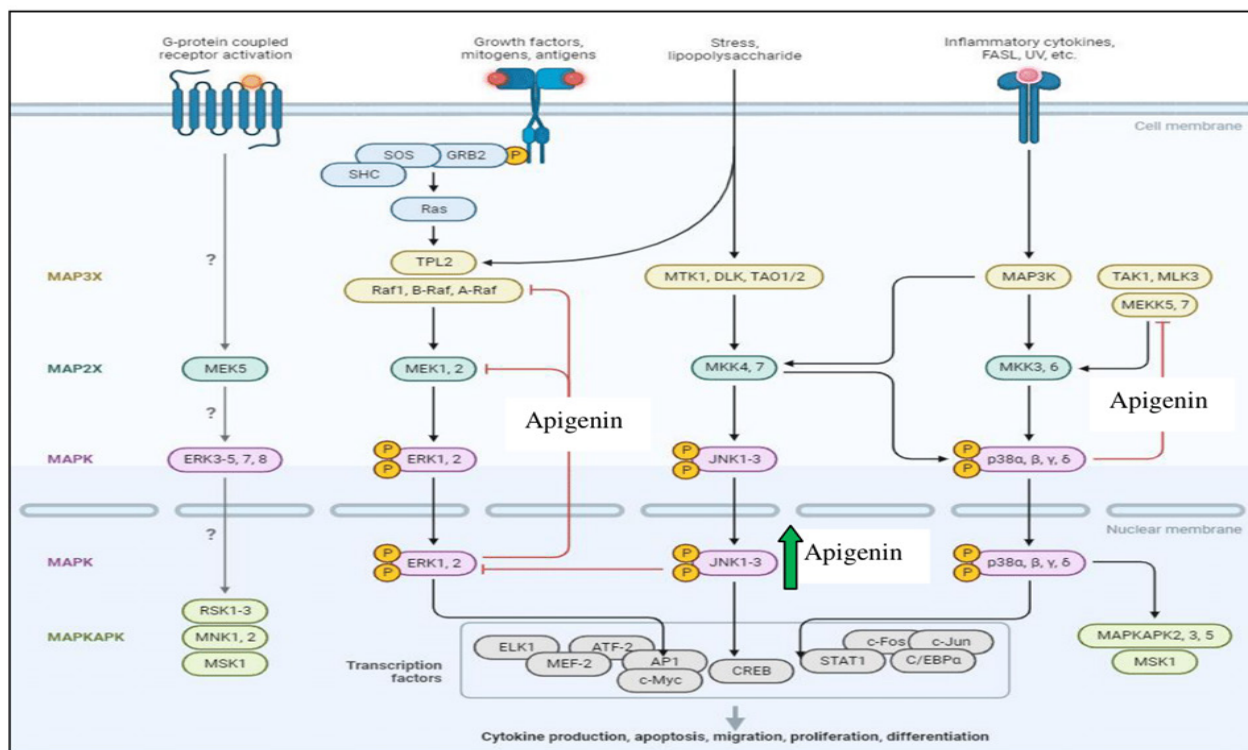 G-protein coupled
receptor activation
Growth factors,
mitogens, antigens
Stress,
lipopolysaccharide
Inflammatory cytokines,
FASL, UV, etc.
Cell membrane
SOS
GRB2
P
SHC
Ras
?
MAP3X
TPL2
Raf1, B-Raf, A-Raf
MTK1, DLK, TAO1/2
MAP3K
TAK1, MLK3
MEKK5, 7
MAP2X
MEK5
MEK1, 2
MKK4, 7
MKK3, 6
?
Apigenin
Apigenin
MAPK
ERK3-5, 7, 8
P
P
ERK1, 2
P
P
JNK1-3
P
P
p38α, β, γ, δ
Nuclear membrane
?
MAPK
P
P
ERK1, 2
P
P
JNK1-3
Apigenin
P
P
p38α, β, γ, δ
MAPKAPK
RSK1-3
MNK1, 2
MSK1
Transcription
factors
ELK1
ATF-2
MEF-2
AP1
c-Myc
CREB
c-Fos
c-Jun
STAT1
C/EBPα
MAPKAPK2, 3, 5
MSK1
Cytokine production, apoptosis, migration, proliferation, differentiation